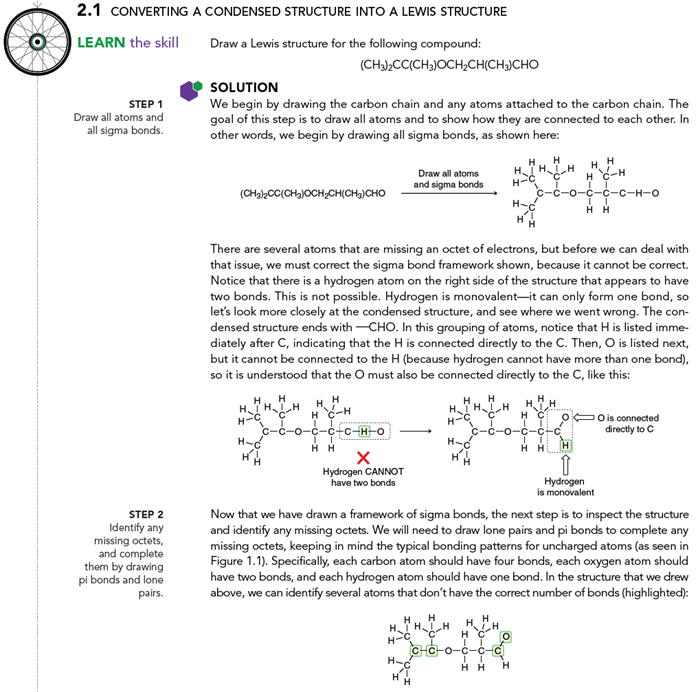 2.1 CONVERTING A CONDENSED STRUCTURE INTO A LEWIS STRUCTURE
LEARN the skill
Draw a Lewis structure for the following compound:
(CH₃)₂CC(CH₃)OCH₂CH(CH₃)CHO
SOLUTION
STEP 1
Draw all atoms and
all sigma bonds.
We begin by drawing the carbon chain and any atoms attached to the carbon chain. The
goal of this step is to draw all atoms and to show how they are connected to each other. In
other words, we begin by drawing all sigma bonds, as shown here:
(CH₃)₂CC(CH₃)OCH₂CH(CH₃)CHO
Draw all atoms
and sigma bonds
H H H H H
H C H C H H C H
H
C C O C C C H O
H C
H H H H
There are several atoms that are missing an octet of electrons, but before we can deal with
that issue, we must correct the sigma bond framework shown, because it cannot be correct.
Notice that there is a hydrogen atom on the right side of the structure that appears to have
two bonds. This is not possible. Hydrogen is monovalent—it can only form one bond, so
let's look more closely at the condensed structure, and see where we went wrong. The con-
densed structure ends with —CHO. In this grouping of atoms, notice that H is listed imme-
diately after C, indicating that the H is connected directly to the C. Then, O is listed next,
but it cannot be connected to the H (because hydrogen cannot have more than one bond),
so it is understood that the O must also be connected directly to the C, like this:
H H H H H
H C H C H H C H
H
C C O C C C H O
H C
H H H H
Hydrogen CANNOT
have two bonds
H H H H H
H C H C H H C H
H O
C C O C C C
H C
H H H H H
O is connected
directly to C
Hydrogen
is monovalent
STEP 2
Identify any
missing octets,
and complete
them by drawing
pi bonds and lone
pairs.
Now that we have drawn a framework of sigma bonds, the next step is to inspect the structure
and identify any missing octets. We will need to draw lone pairs and pi bonds to complete any
missing octets, keeping in mind the typical bonding patterns for uncharged atoms (as seen in
Figure 1.1). Specifically, each carbon atom should have four bonds, each oxygen atom should
have two bonds, and each hydrogen atom should have one bond. In the structure that we drew
above, we can identify several atoms that don't have the correct number of bonds (highlighted):
H H H H H
H C H C H H C H
H O
C C O C C C
H C
H H H H H